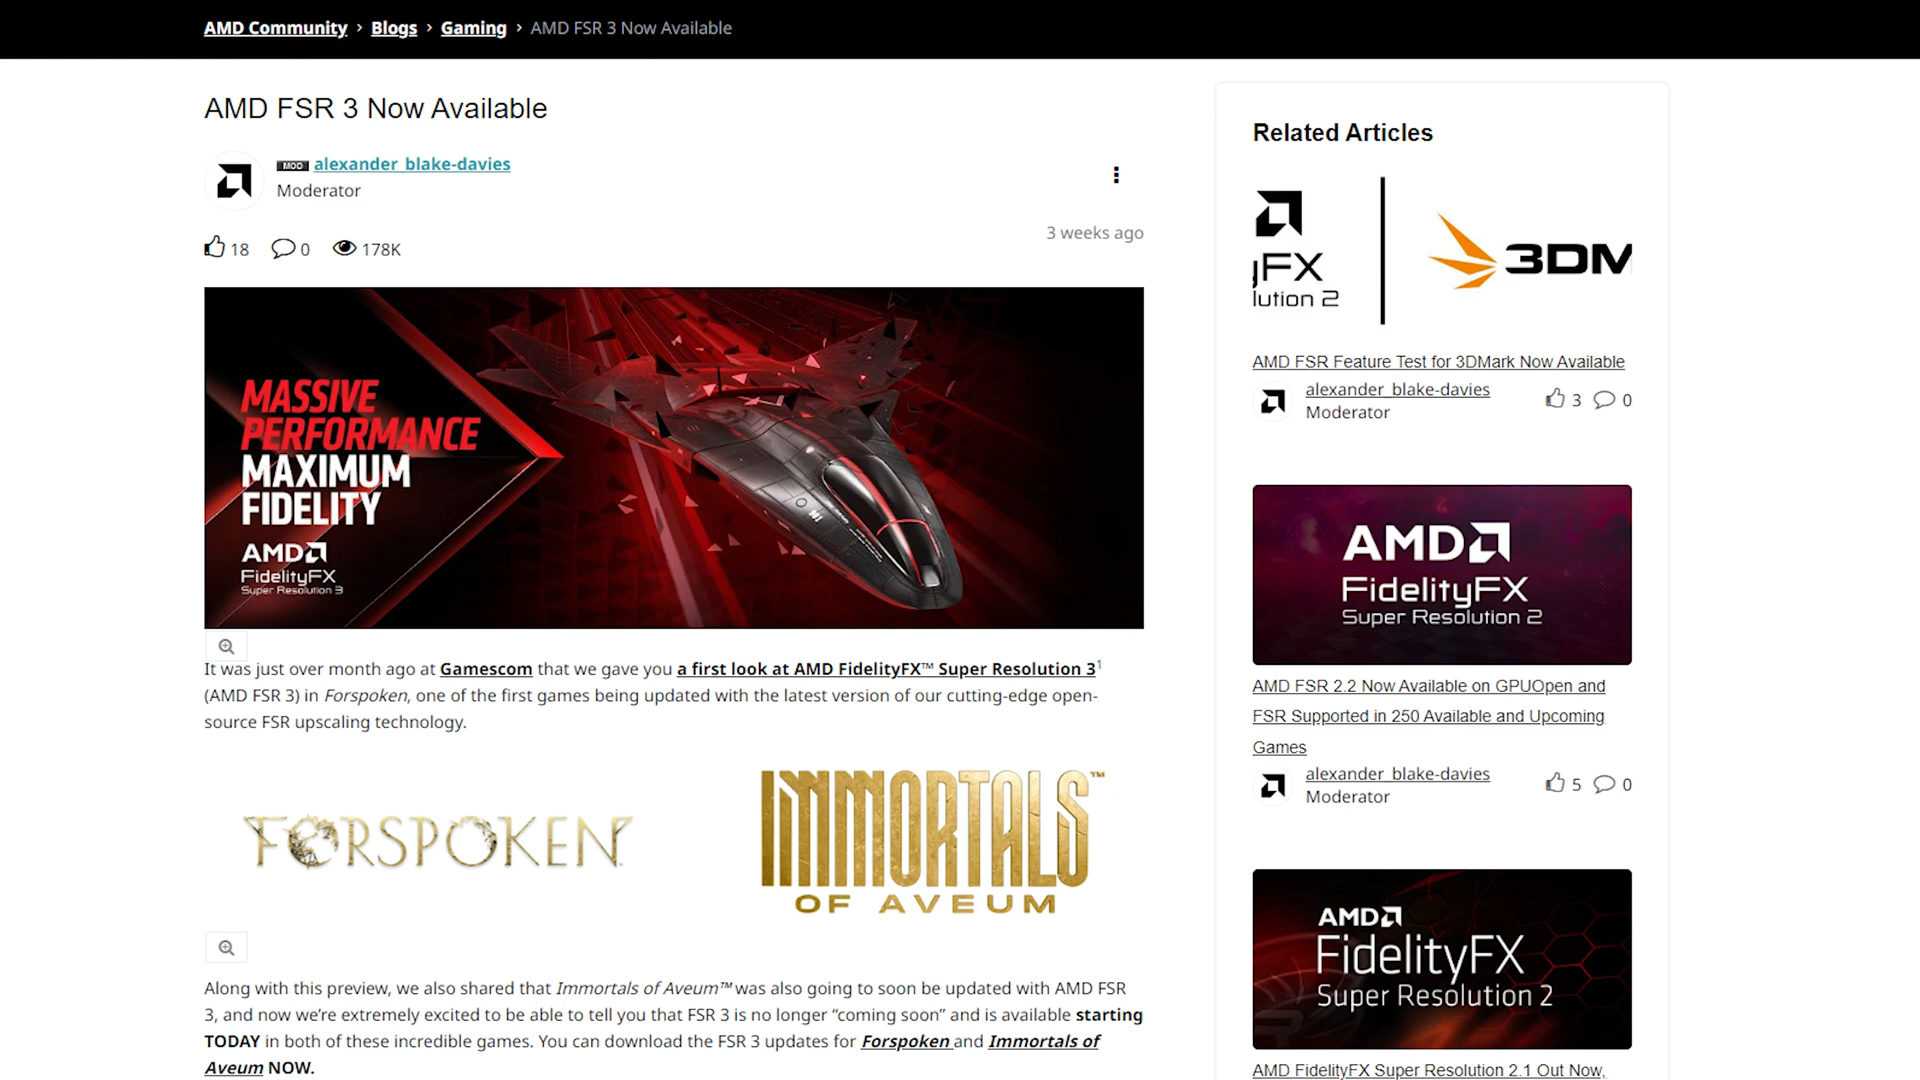 AMD Community › Blogs › Gaming › AMD FSR 3 Now Available
AMD FSR 3 Now Available
MOD alexander_blake-davies
Moderator
3 weeks ago
18 0 178K
MASSIVE
PERFORMANCE
MAXIMUM
FIDELITY
AMD
FidelityFX
Super Resolution 3
It was just over month ago at Gamescom that we gave you a first look at AMD FidelityFX™ Super Resolution 3¹
(AMD FSR 3) in Forspoken, one of the first games being updated with the latest version of our cutting-edge open-
source FSR upscaling technology.
FORSPOKEN™
IMMORTALS™
OF AVEUM
Along with this preview, we also shared that Immortals of Aveum™ was also going to soon be updated with AMD FSR
3, and now we’re extremely excited to be able to tell you that FSR 3 is no longer “coming soon” and is available starting
TODAY in both of these incredible games. You can download the FSR 3 updates for Forspoken and Immortals of
Aveum NOW.
Related Articles
yFX
lution 2
3DM
AMD FSR Feature Test for 3DMark Now Available
alexander_blake-davies
Moderator
3 0
AMD
FidelityFX
Super Resolution 2
AMD FSR 2.2 Now Available on GPUOpen and
FSR Supported in 250 Available and Upcoming
Games
alexander_blake-davies
Moderator
5 0
AMD
FidelityFX
Super Resolution 2
AMD FidelityFX Super Resolution 2.1 Out Now,